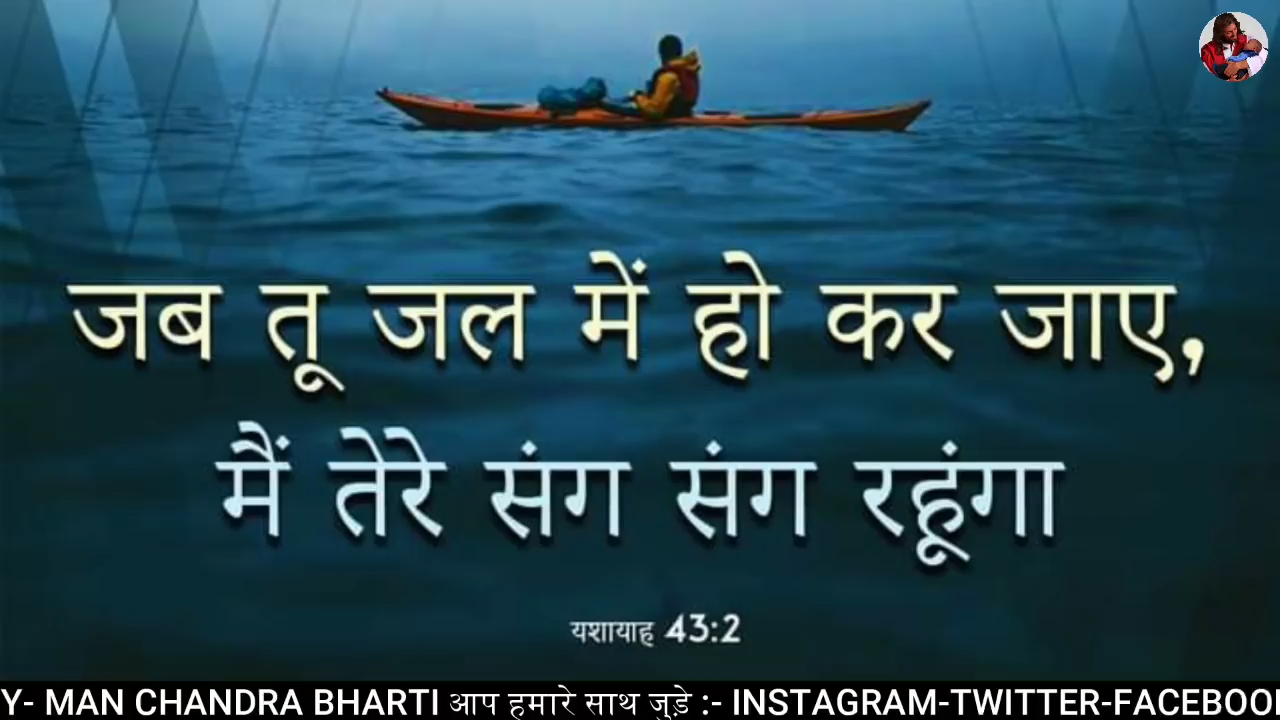 जब तू जल में हो कर जाए,
मैं तेरे संग संग रहूंगा
यशायाह 43:2
Y- MAN CHANDRA BHARTI आप हमारे साथ जुड़े :- INSTAGRAM-TWITTER-FACEBOO